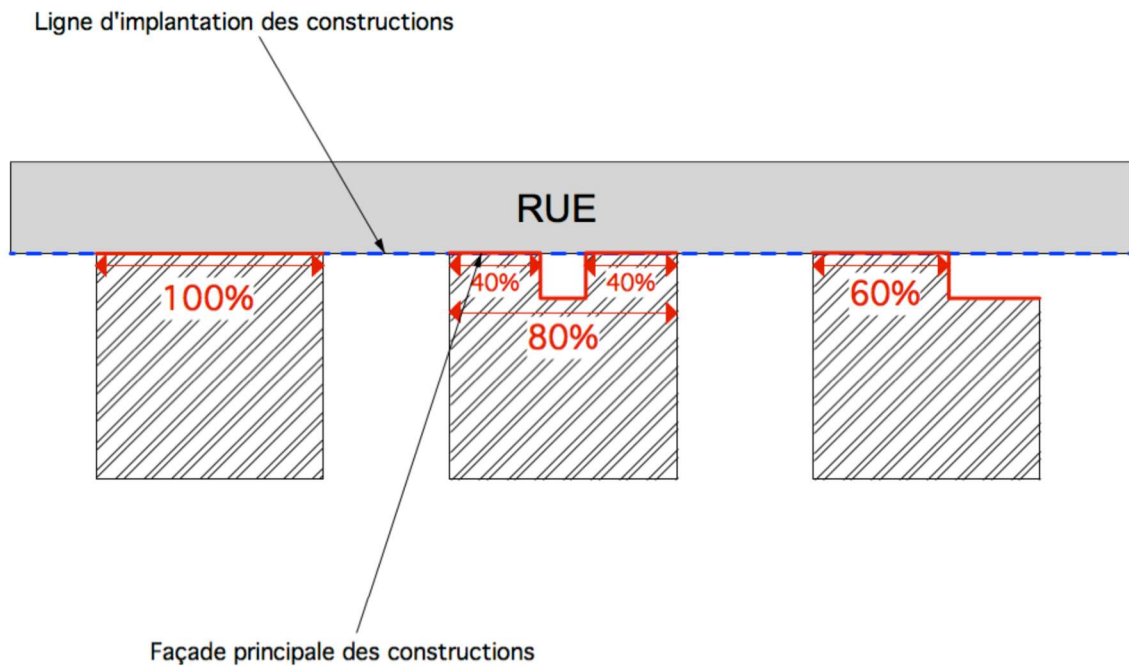 Ligne d'implantation des constructions
RUE
100%
40%
40%
80%
60%
Façade principale des constructions